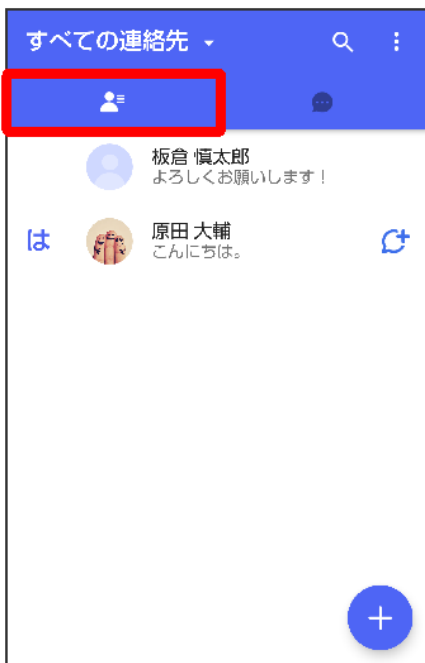 すべての連絡先
板倉 慎太郎
よろしくお願いします！
は
原田 大輔
こんにちは。